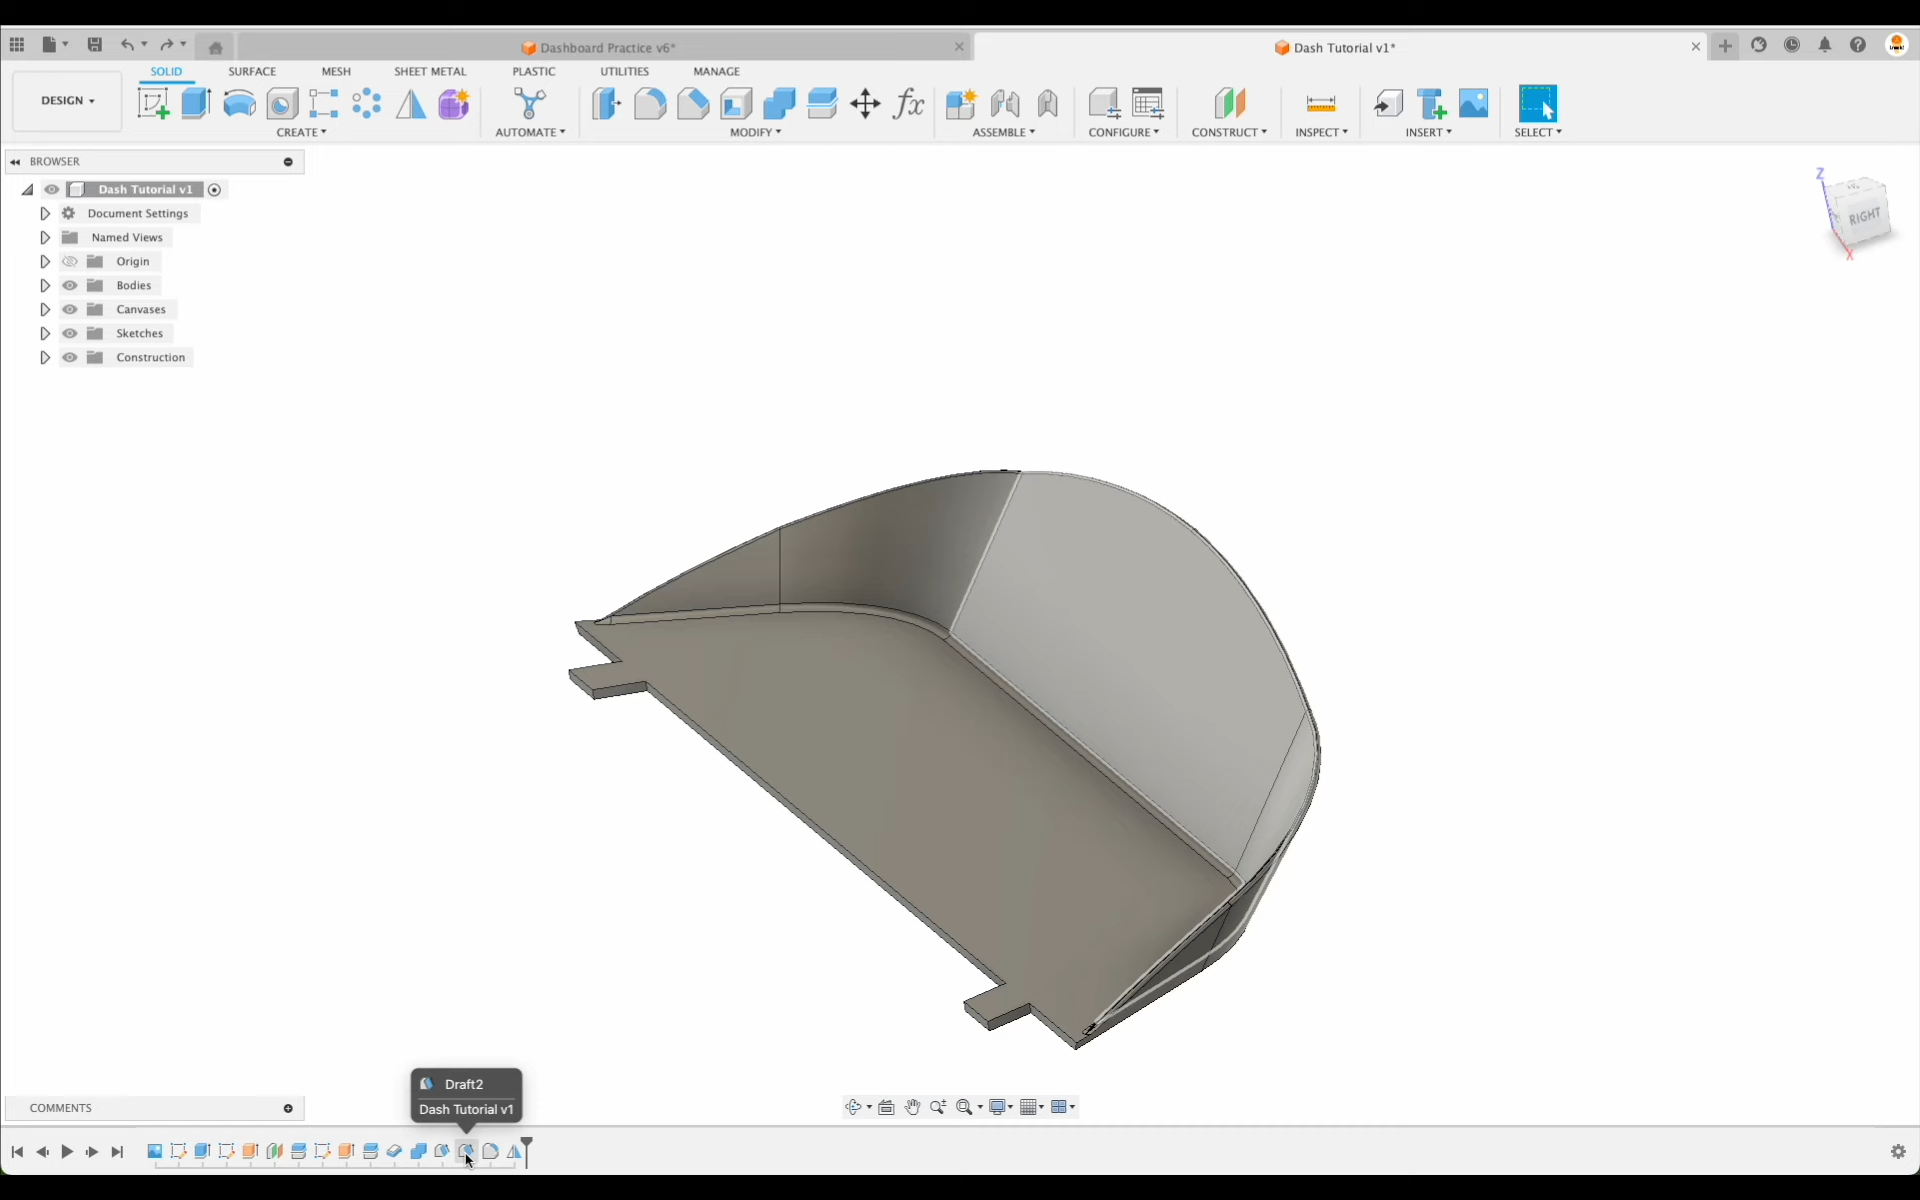 Dashboard Practice v6*
Dash Tutorial v1*
DESIGN
SOLID
SURFACE
MESH
SHEET METAL
PLASTIC
UTILITIES
MANAGE
CREATE
AUTOMATE
MODIFY
ASSEMBLE
CONFIGURE
CONSTRUCT
INSPECT
INSERT
SELECT
BROWSER
Dash Tutorial v1
Document Settings
Named Views
Origin
Bodies
Canvases
Sketches
Construction
Z
RIGHT
X
Draft2
Dash Tutorial v1
COMMENTS